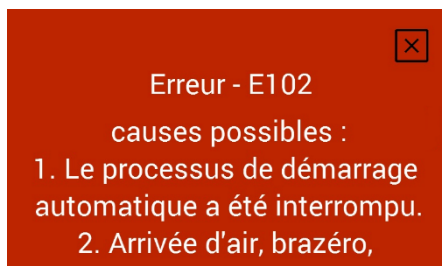 Erreur - E102
causes possibles :
1. Le processus de démarrage
automatique a été interrompu.
2. Arrivée d'air, brazéro,